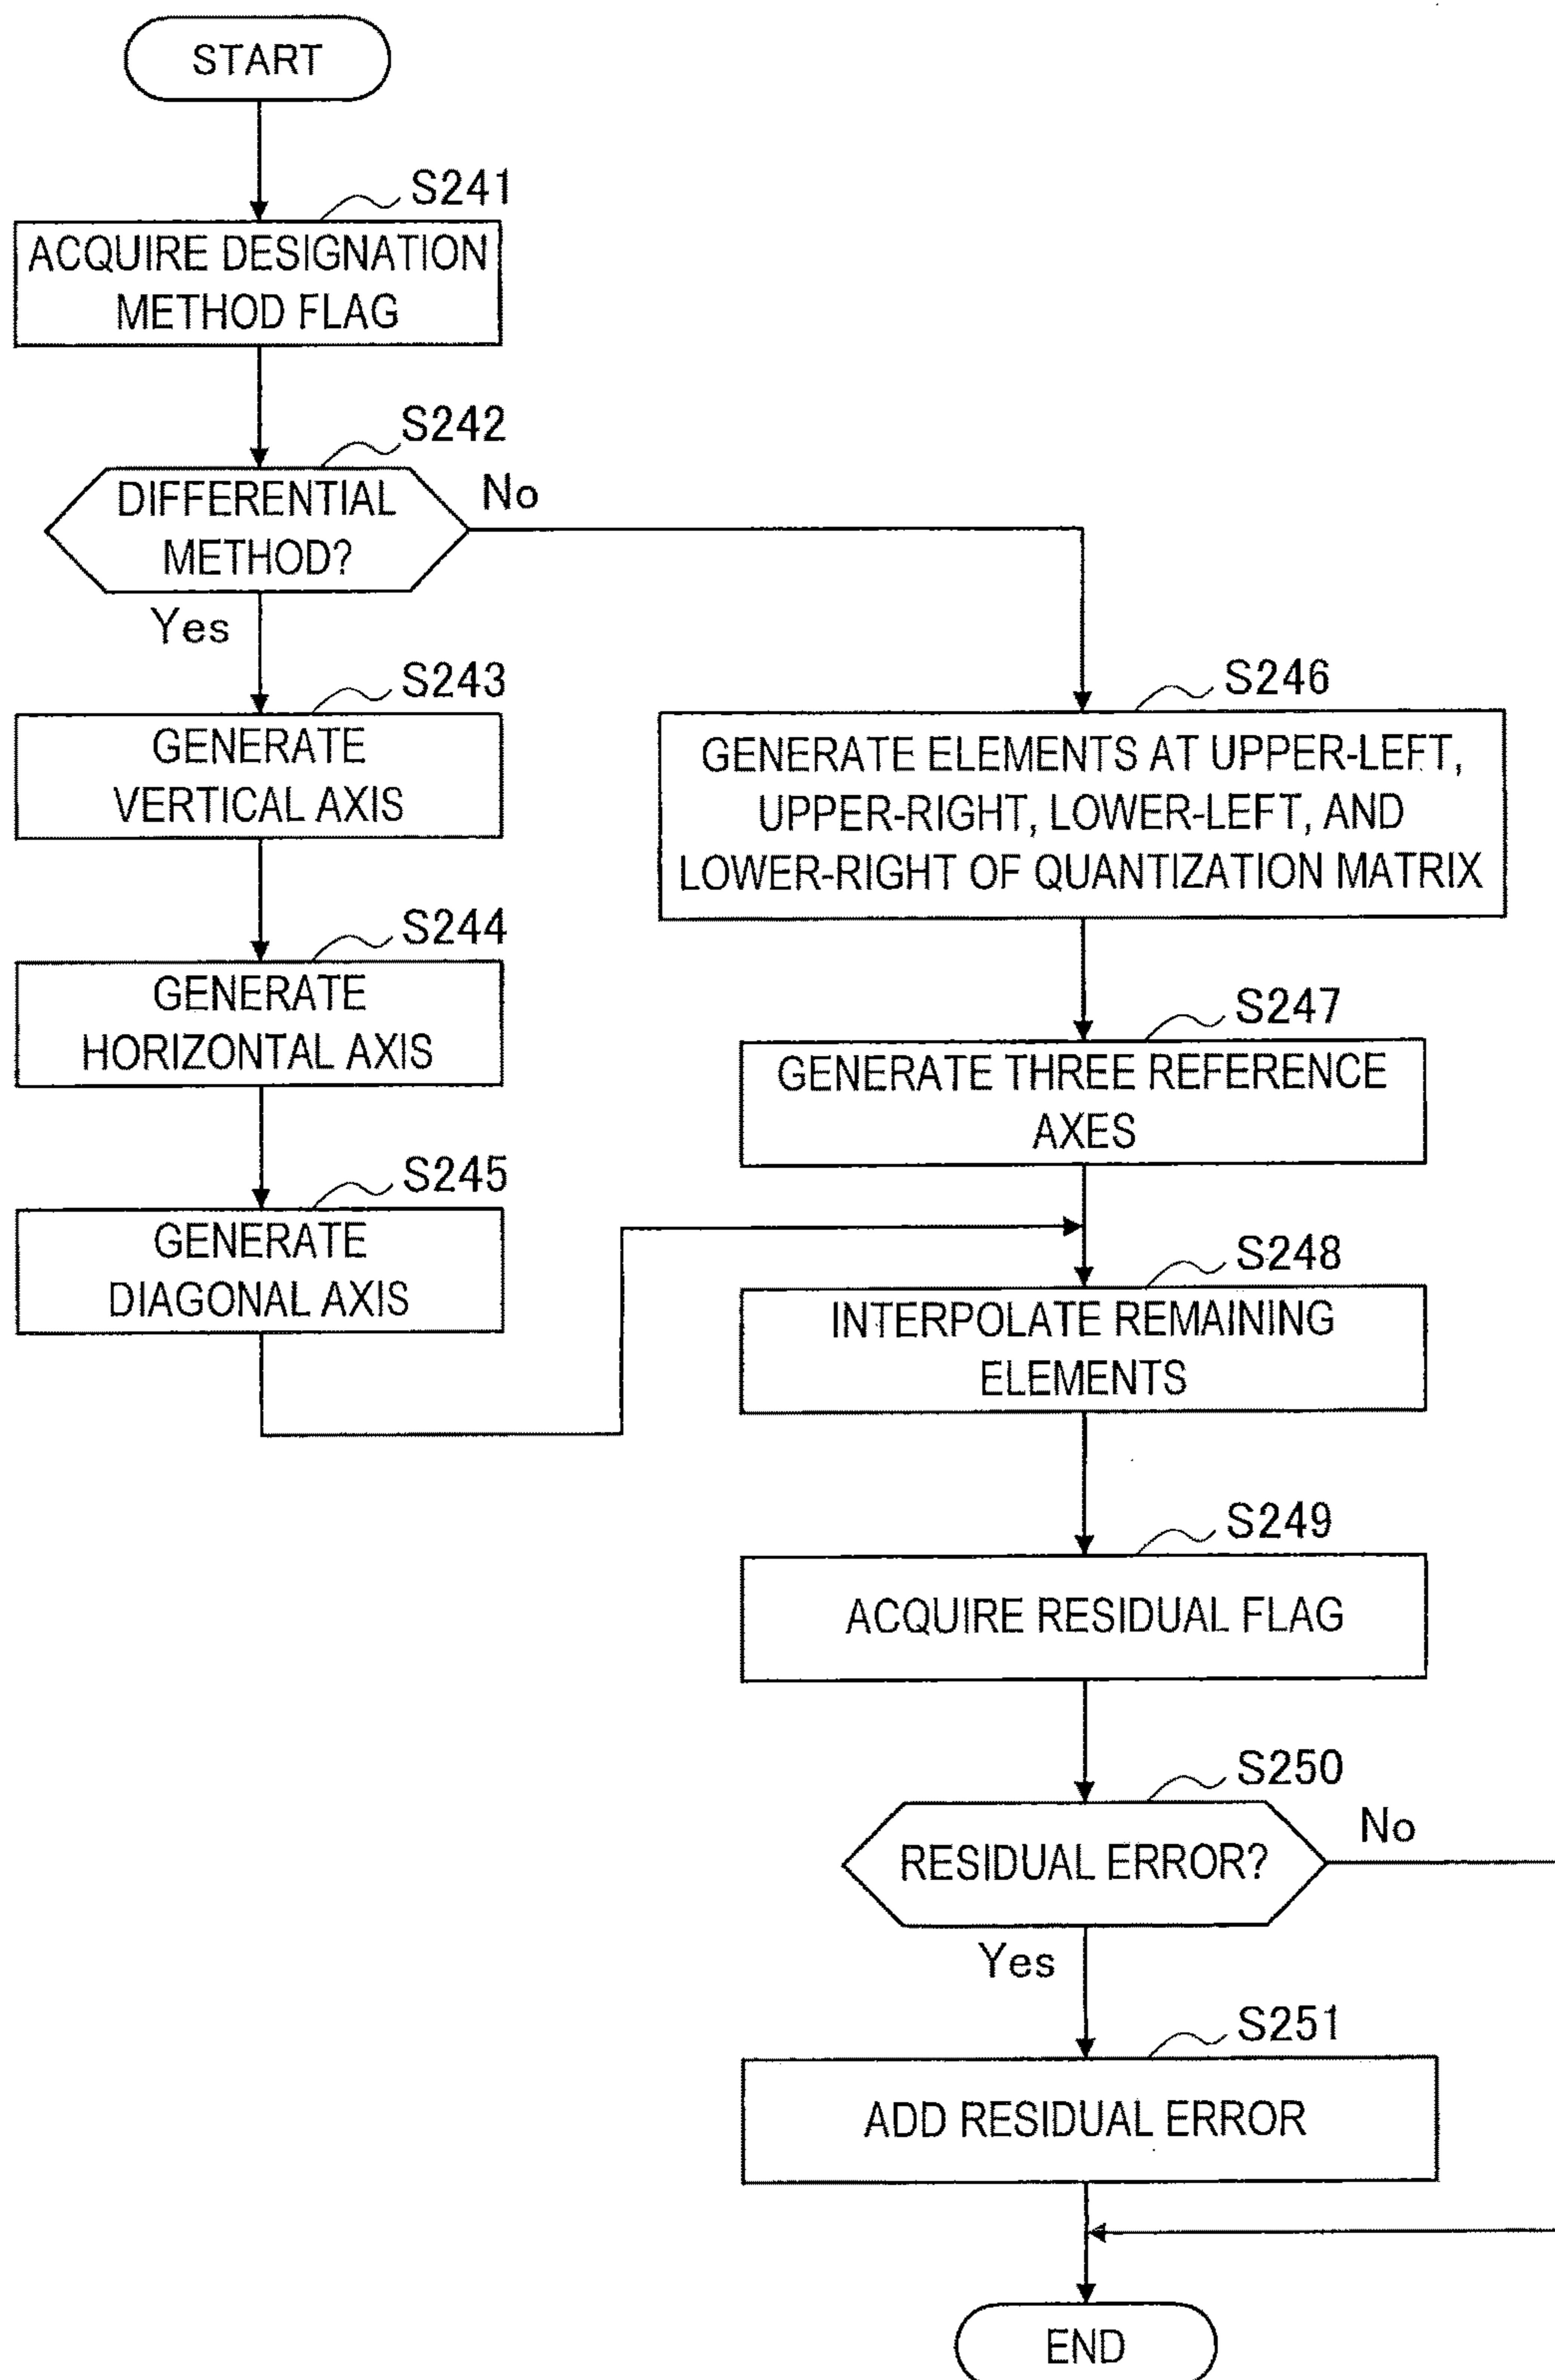 START
S241
ACQUIRE DESIGNATION
METHOD FLAG
S242
DIFFERENTIAL
METHOD?
No
Yes
S243
GENERATE
VERTICAL AXIS
S244
GENERATE
HORIZONTAL AXIS
S245
GENERATE
DIAGONAL AXIS
S246
GENERATE ELEMENTS AT UPPER-LEFT,
UPPER-RIGHT, LOWER-LEFT, AND
LOWER-RIGHT OF QUANTIZATION MATRIX
S247
GENERATE THREE REFERENCE
AXES
S248
INTERPOLATE REMAINING
ELEMENTS
S249
ACQUIRE RESIDUAL FLAG
S250
RESIDUAL ERROR?
No
Yes
S251
ADD RESIDUAL ERROR
END